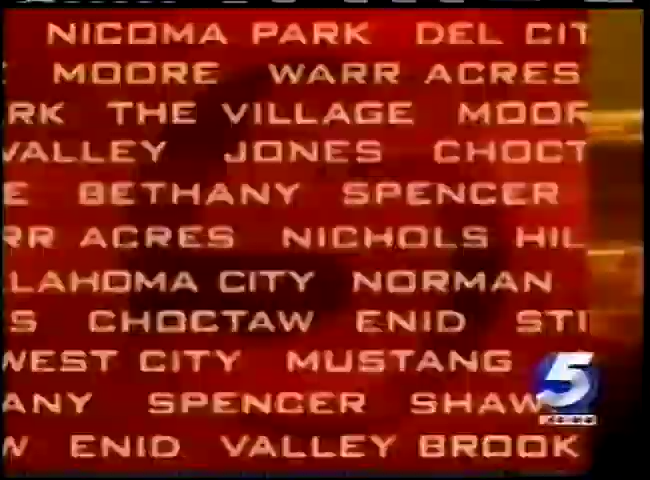 NICOMA PARK DEL CIT
MOORE WARR ACRES
RK THE VILLAGE MOOR
VALLEY JONES CHOCT
E BETHANY SPENCER
RR ACRES NICHOLS HIL
LAHOMA CITY NORMAN
S CHOCTAW ENID STI
WEST CITY MUSTANG
ANY SPENCER SHAW
W ENID VALLEY BROOK
5